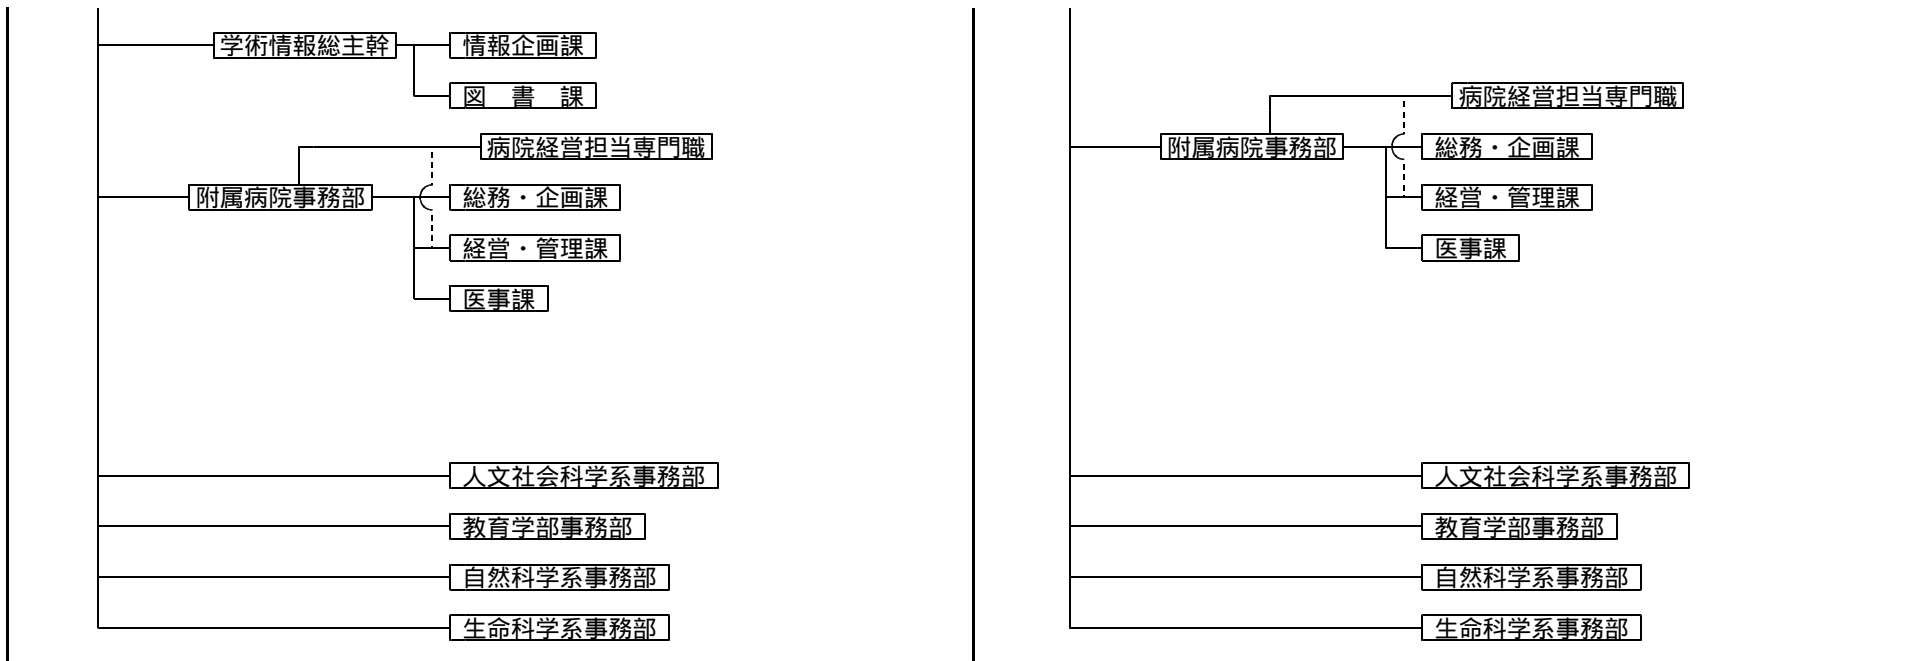 学術情報総主幹
情報企画課
図　書　課
病院経営担当専門職
附属病院事務部
総務・企画課
経営・管理課
医事課
人文社会科学系事務部
教育学部事務部
自然科学系事務部
生命科学系事務部
病院経営担当専門職
附属病院事務部
総務・企画課
経営・管理課
医事課
人文社会科学系事務部
教育学部事務部
自然科学系事務部
生命科学系事務部